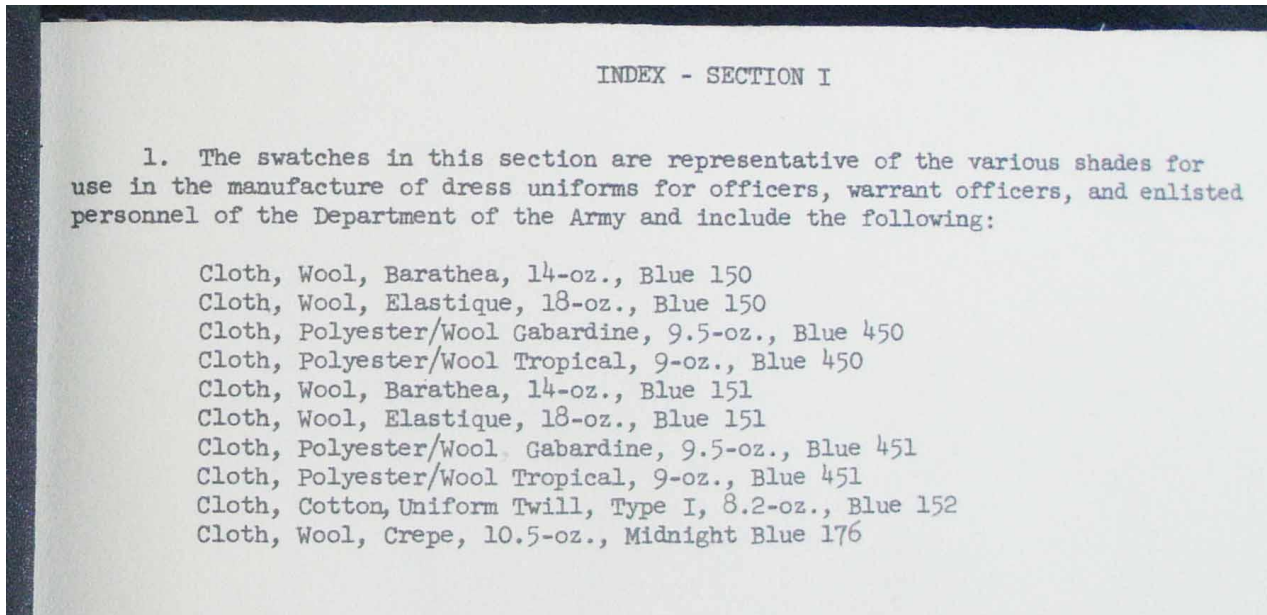 INDEX - SECTION I
1. The swatches in this section are representative of the various shades for
use in the manufacture of dress uniforms for officers, warrant officers, and enlisted
personnel of the Department of the Army and include the following:
Cloth, Wool, Barathea, 14-oz., Blue 150
Cloth, Wool, Elastique, 18-oz., Blue 150
Cloth, Polyester/Wool Gabardine, 9.5-oz., Blue 450
Cloth, Polyester/Wool Tropical, 9-oz., Blue 450
Cloth, Wool, Barathea, 14-oz., Blue 151
Cloth, Wool, Elastique, 18-oz., Blue 151
Cloth, Polyester/Wool Gabardine, 9.5-oz., Blue 451
Cloth, Polyester/Wool Tropical, 9-oz., Blue 451
Cloth, Cotton, Uniform Twill, Type I, 8.2-oz., Blue 152
Cloth, Wool, Crepe, 10.5-oz., Midnight Blue 176